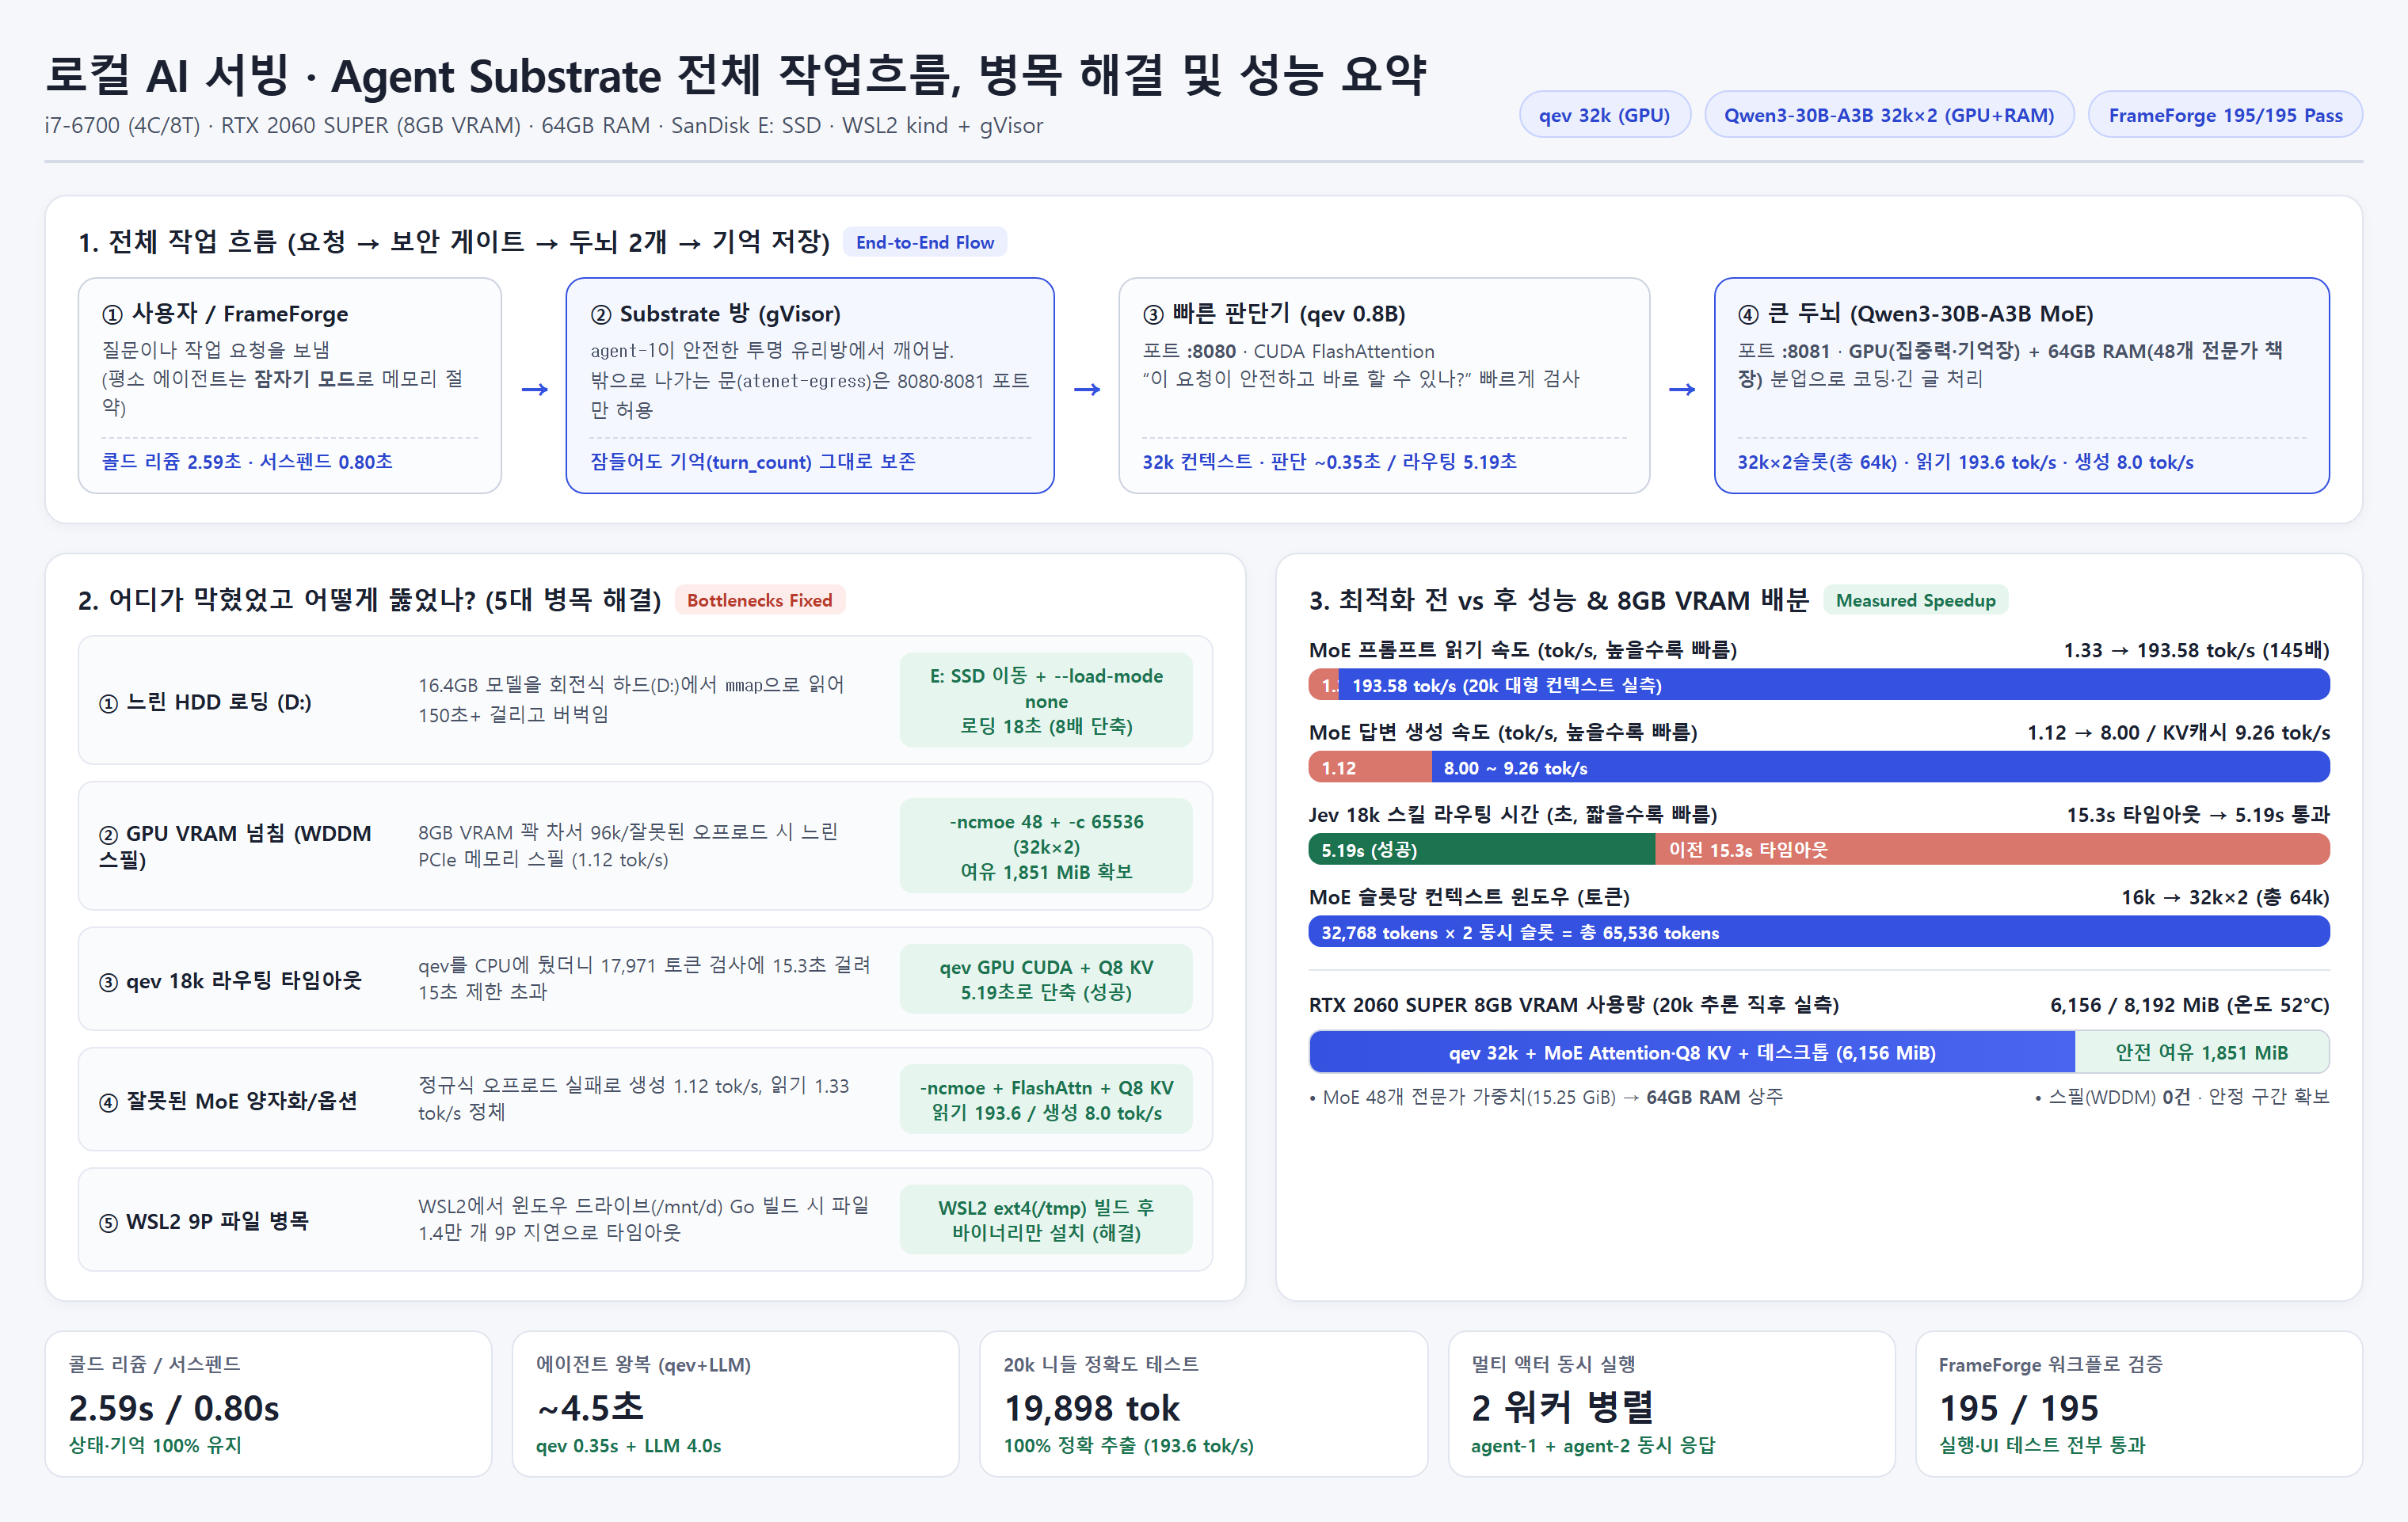 로컬 AI 서빙 · Agent Substrate 전체 작업흐름, 병목 해결 및 성능 요약
i7-6700 (4C/8T) · RTX 2060 SUPER (8GB VRAM) · 64GB RAM · SanDisk E: SSD · WSL2 kind + gVisor
qev 32k (GPU)
Qwen3-30B-A3B 32k×2 (GPU+RAM)
FrameForge 195/195 Pass
1. 전체 작업 흐름 (요청 → 보안 게이트 → 두뇌 2개 → 기억 저장)
End-to-End Flow
① 사용자 / FrameForge
질문이나 작업 요청을 보냄
(평소 에이전트는 잠자기 모드로 메모리 절
약)
콜드 리쥼 2.59초 · 서스펜드 0.80초
→
② Substrate 방 (gVisor)
agent-1이 안전한 투명 유리방에서 깨어남.
밖으로 나가는 문(atenet-egress)은 8080·8081 포트
만 허용
잠들어도 기억(turn_count) 그대로 보존
→
③ 빠른 판단기 (qev 0.8B)
포트 :8080 · CUDA FlashAttention
“이 요청이 안전하고 바로 할 수 있나?” 빠르게 검사
32k 컨텍스트 · 판단 ~0.35초 / 라우팅 5.19초
→
④ 큰 두뇌 (Qwen3-30B-A3B MoE)
포트 :8081 · GPU(집중력·기억장) + 64GB RAM(48개 전문가 책
장) 분업으로 코딩·긴 글 처리
32k×2슬롯(총 64k) · 읽기 193.6 tok/s · 생성 8.0 tok/s
2. 어디가 막혔었고 어떻게 뚫었나? (5대 병목 해결)
Bottlenecks Fixed
① 느린 HDD 로딩 (D:)
16.4GB 모델을 회전식 하드(D:)에서 mmap으로 읽어
150초+ 걸리고 버벅임
E: SSD 이동 + --load-mode
none
로딩 18초 (8배 단축)
② GPU VRAM 넘침 (WDDM
스필)
8GB VRAM 꽉 차서 96k/잘못된 오프로드 시 느린
PCIe 메모리 스필 (1.12 tok/s)
-ncmoe 48 + -c 65536
(32k×2)
여유 1,851 MiB 확보
③ qev 18k 라우팅 타임아웃
qev를 CPU에 뒀더니 17,971 토큰 검사에 15.3초 걸려
15초 제한 초과
qev GPU CUDA + Q8 KV
5.19초로 단축 (성공)
④ 잘못된 MoE 양자화/옵션
정규식 오프로드 실패로 생성 1.12 tok/s, 읽기 1.33
tok/s 정체
-ncmoe + FlashAttn + Q8 KV
읽기 193.6 / 생성 8.0 tok/s
⑤ WSL2 9P 파일 병목
WSL2에서 윈도우 드라이브(/mnt/d) Go 빌드 시 파일
1.4만 개 9P 지연으로 타임아웃
WSL2 ext4(/tmp) 빌드 후
바이너리만 설치 (해결)
3. 최적화 전 vs 후 성능 & 8GB VRAM 배분
Measured Speedup
MoE 프롬프트 읽기 속도 (tok/s, 높을수록 빠름)
1.33 → 193.58 tok/s (145배)
193.58 tok/s (20k 대형 컨텍스트 실측)
MoE 답변 생성 속도 (tok/s, 높을수록 빠름)
1.12 → 8.00 / KV캐시 9.26 tok/s
1.12
8.00 ~ 9.26 tok/s
Jev 18k 스킬 라우팅 시간 (초, 짧을수록 빠름)
15.3s 타임아웃 → 5.19s 통과
5.19s (성공)
이전 15.3s 타임아웃
MoE 슬롯당 컨텍스트 윈도우 (토큰)
16k → 32k×2 (총 64k)
32,768 tokens × 2 동시 슬롯 = 총 65,536 tokens
RTX 2060 SUPER 8GB VRAM 사용량 (20k 추론 직후 실측)
6,156 / 8,192 MiB (온도 52°C)
qev 32k + MoE Attention·Q8 KV + 데스크톱 (6,156 MiB)
안전 여유 1,851 MiB
• MoE 48개 전문가 가중치(15.25 GiB) → 64GB RAM 상주
• 스필(WDDM) 0건 · 안정 구간 확보
콜드 리쥼 / 서스펜드
2.59s / 0.80s
상태·기억 100% 유지
에이전트 왕복 (qev+LLM)
~4.5초
qev 0.35s + LLM 4.0s
20k 니들 정확도 테스트
19,898 tok
100% 정확 추출 (193.6 tok/s)
멀티 액터 동시 실행
2 워커 병렬
agent-1 + agent-2 동시 응답
FrameForge 워크플로 검증
195 / 195
실행·UI 테스트 전부 통과